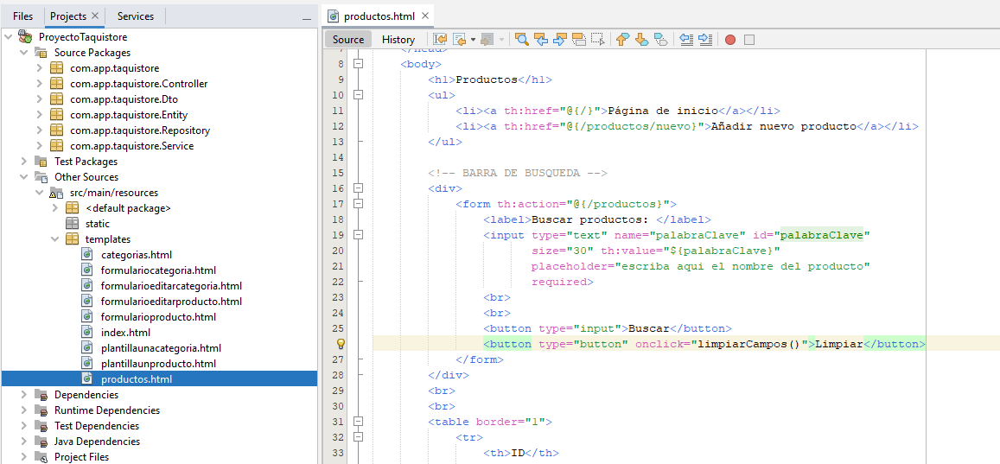 Files Projects Services
ProyectoTaquistore
Source Packages
com.app.taquistore
com.app.taquistore.Controller
com.app.taquistore.Dto
com.app.taquistore.Entity
com.app.taquistore.Repository
com.app.taquistore.Service
Test Packages
Other Sources
src/main/resources
<default package>
static
templates
categorias.html
formulariocategoria.html
formularioeditarcategoria.html
formularioeditarproducto.html
formularioproducto.html
index.html
plantillaunacategoria.html
plantillaunproducto.html
productos.html
Dependencies
Runtime Dependencies
Test Dependencies
Java Dependencies
Project Files
productos.html
Source History
7 </head>
8 <body>
9 <h1>Productos</h1>
10 <ul>
11 <li><a th:href="@{/}">Página de inicio</a></li>
12 <li><a th:href="@{/productos/nuevo}">Añadir nuevo producto</a></li>
13 </ul>
14
15 <!-- BARRA DE BUSQUEDA -->
16 <div>
17 <form th:action="@{/productos}">
18 <label>Buscar productos: </label>
19 <input type="text" name="palabraClave" id="palabraClave"
20 size="30" th:value="${palabraClave}"
21 placeholder="escriba aqui el nombre del producto"
22 required>
23 <br>
24 <br>
25 <button type="input">Buscar</button>
<button type="button" onclick="limpiarCampos()">Limpiar</button>
27 </form>
28 </div>
29 <br>
30 <br>
31 <table border="1">
32 <tr>
33 <th>ID</th>